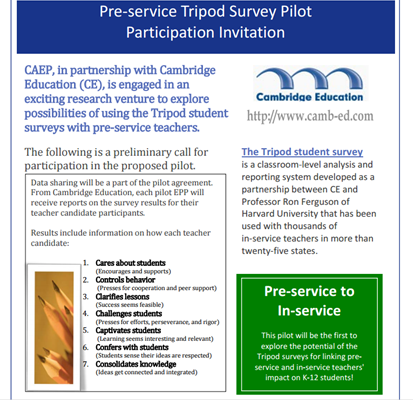 Pre-service Tripod Survey Pilot
Participation Invitation
CAEP, in partnership with Cambridge
Education (CE), is engaged in an
exciting research venture to explore
possibilities of using the Tripod student
surveys with pre-service teachers.
The following is a preliminary call for
participation in the proposed pilot.
Data sharing will be a part of the pilot agreement.
From Cambridge Education, each pilot EPP will
receive reports on the survey results for their
teacher candidate participants.
Results include information on how each teacher
candidate:
1. Cares about students
(Encourages and supports)
2. Controls behavior
(Presses for cooperation and peer support)
3. Clarifies lessons
(Success seems feasible)
4. Challenges students
(Presses for efforts, perseverance, and rigor)
5. Captivates students
(Learning seems interesting and relevant)
6. Confers with students
(Students sense their ideas are respected)
7. Consolidates knowledge
(Ideas get connected and integrated)
Cambridge Education
http://www.camb-ed.com
The Tripod student survey
is a classroom-level analysis and
reporting system developed as a
partnership between CE and
Professor Ron Ferguson of
Harvard University that has been
used with thousands of
in-service teachers in more than
twenty-five states.
Pre-service to
In-service
This pilot will be the first to
explore the potential of the
Tripod surveys for linking pre-
service and in-service teachers'
impact on K-12 students!